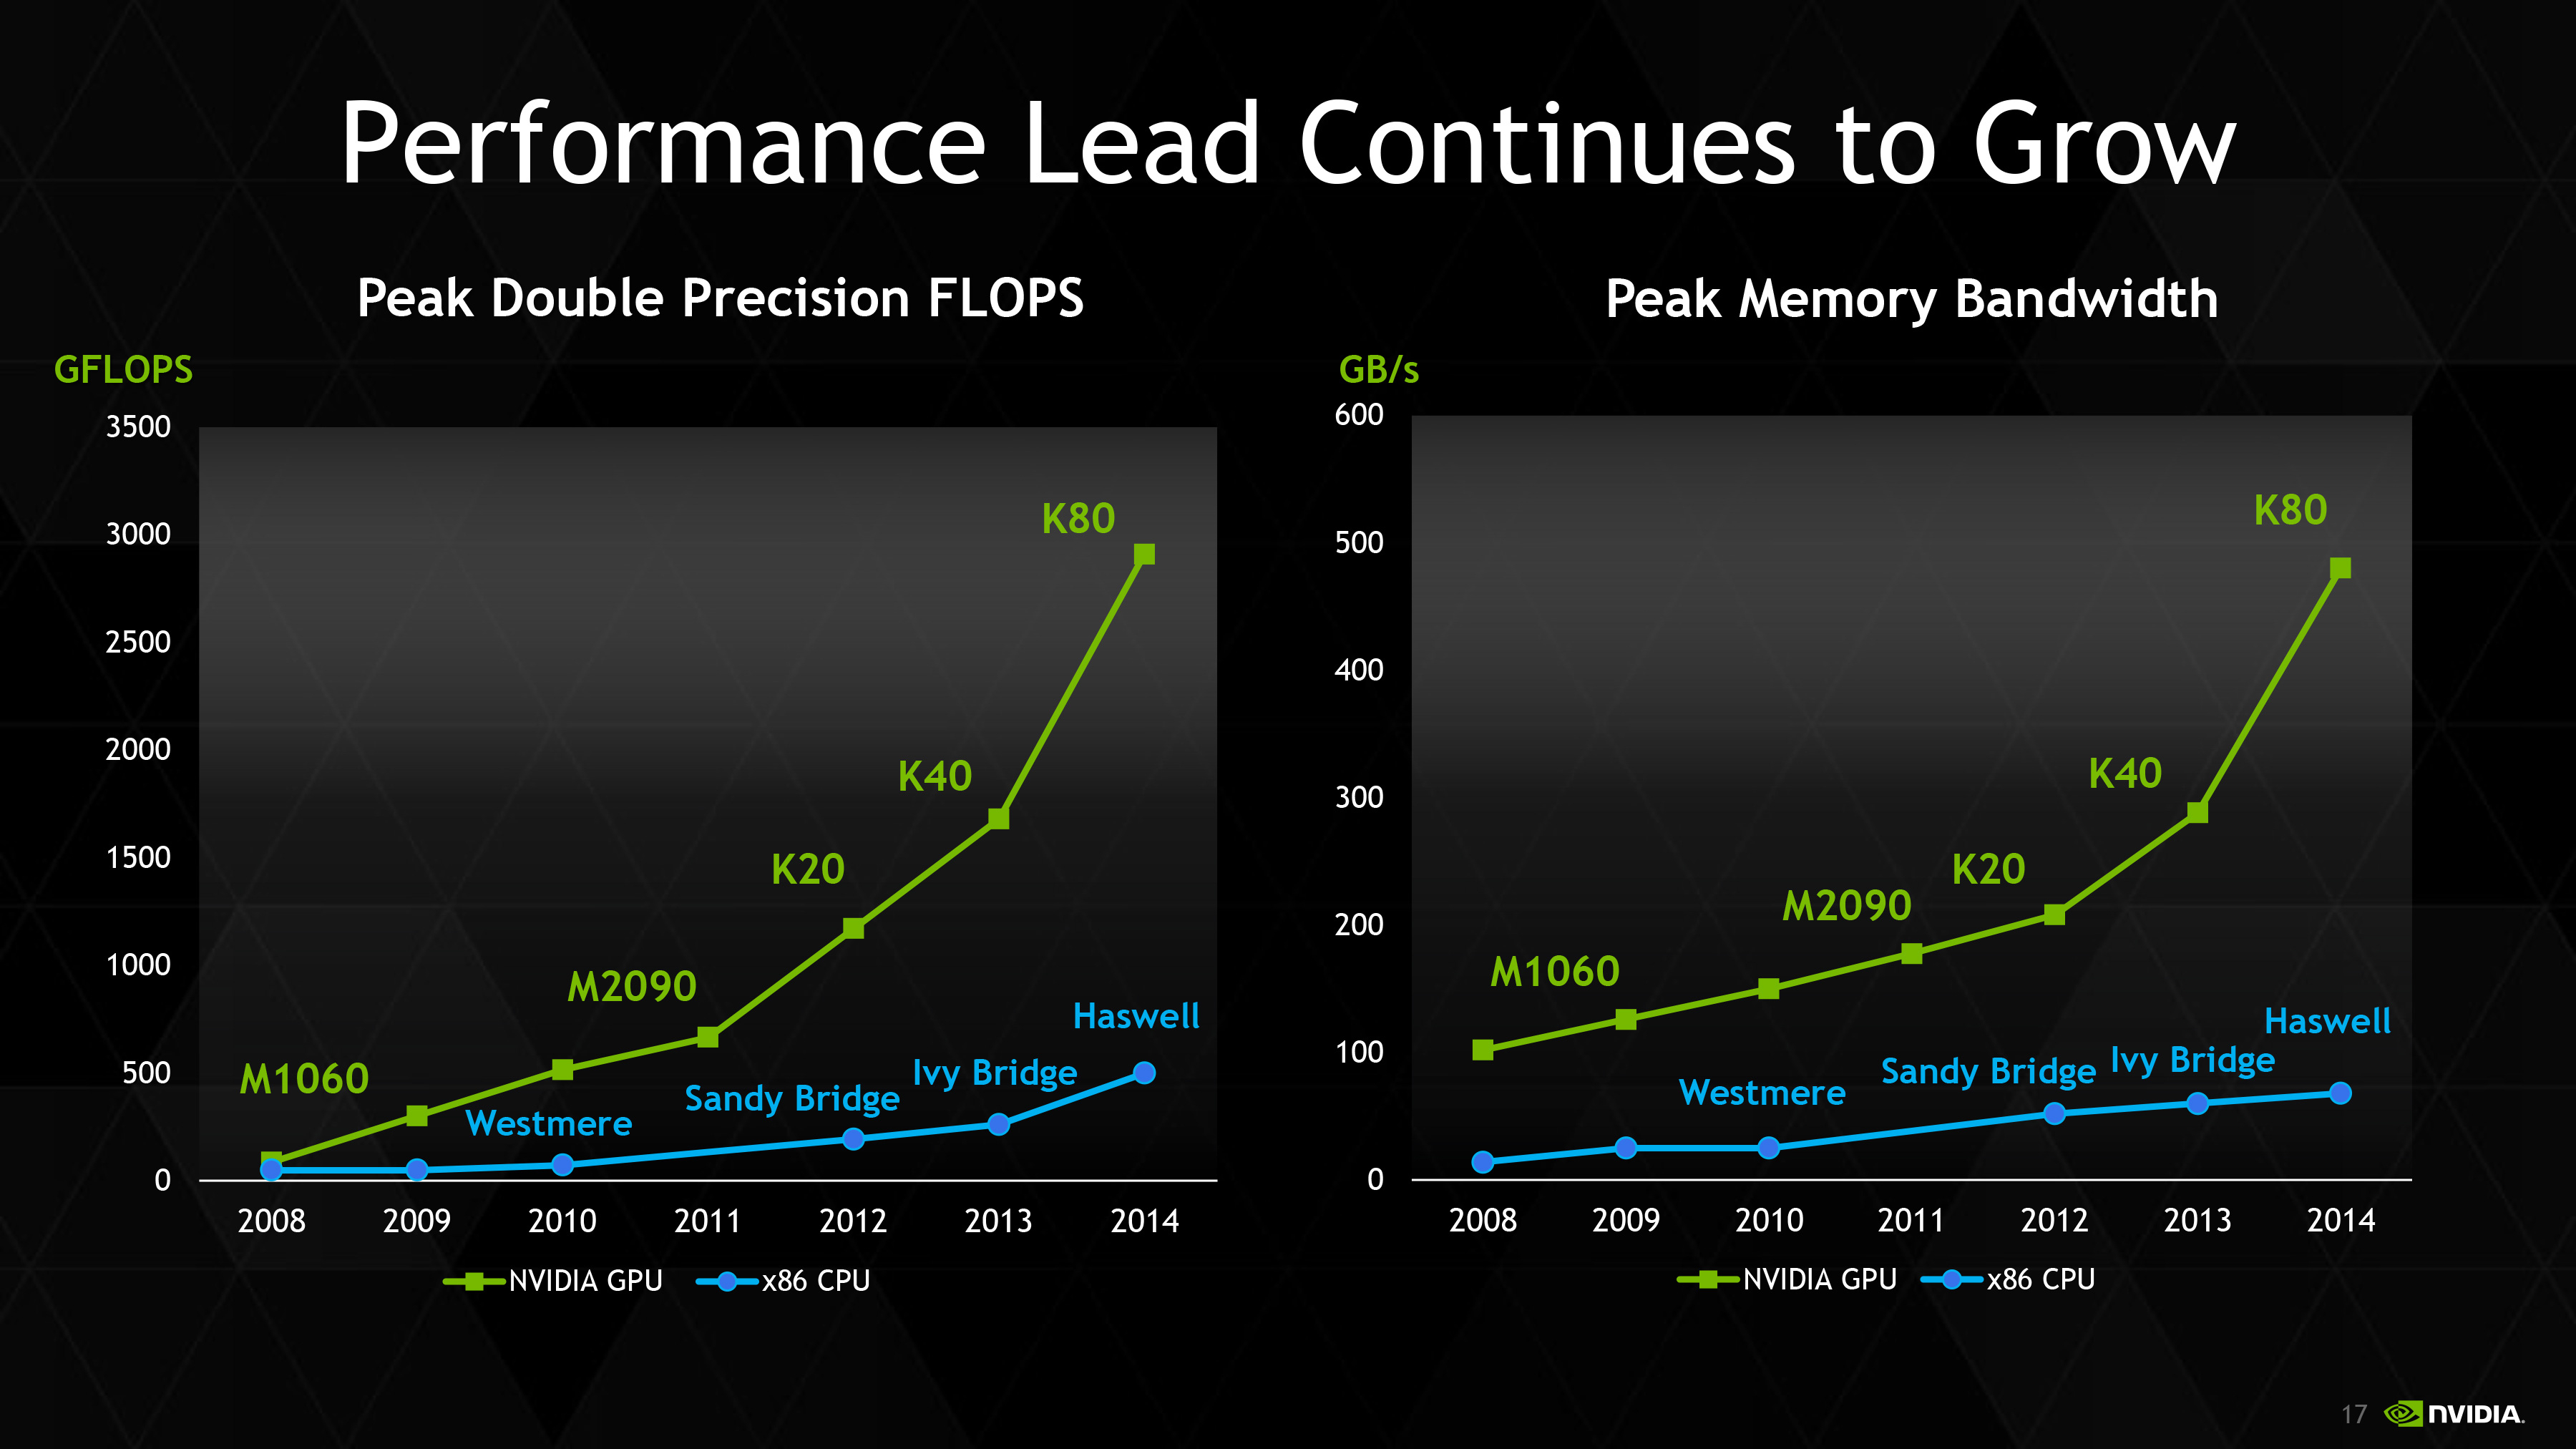 Performance Lead Continues to Grow
Peak Double Precision FLOPS
GFLOPS
3500
3000
2500
2000
1500
1000
500
0
K80
K40
K20
M2090
M1060
Haswell
Ivy Bridge
Sandy Bridge
Westmere
2008 2009 2010 2011 2012 2013 2014
NVIDIA GPU x86 CPU
Peak Memory Bandwidth
GB/s
600
500
400
300
200
100
0
K80
K40
K20
M2090
M1060
Haswell
Ivy Bridge
Sandy Bridge
Westmere
2008 2009 2010 2011 2012 2013 2014
NVIDIA GPU x86 CPU
17 NVIDIA.